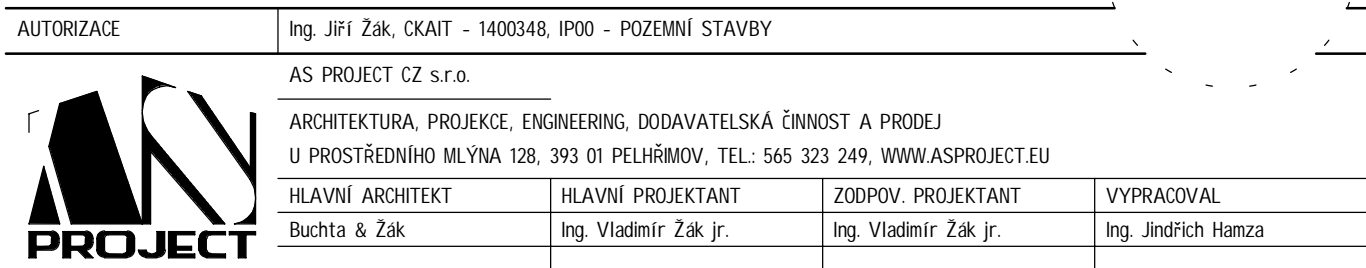 AUTORIZACE Ing. Jiří Žák, CKAIT - 1400348, IP00 - POZEMNÍ STAVBY
AS PROJECT CZ s.r.o.
ARCHITEKTURA, PROJEKCE, ENGINEERING, DODAVATELSKÁ ČINNOST A PRODEJ
U PROSTŘEDNÍHO MLÝNA 128, 393 01 PELHŘIMOV, TEL.: 565 323 249, WWW.ASPROJECT.EU
HLAVNÍ ARCHITEKT HLAVNÍ PROJEKTANT ZODPOV. PROJEKTANT VYPRACOVAL
Buchta & Žák Ing. Vladimír Žák jr. Ing. Vladimír Žák jr. Ing. Jindřich Hamza
PROJECT